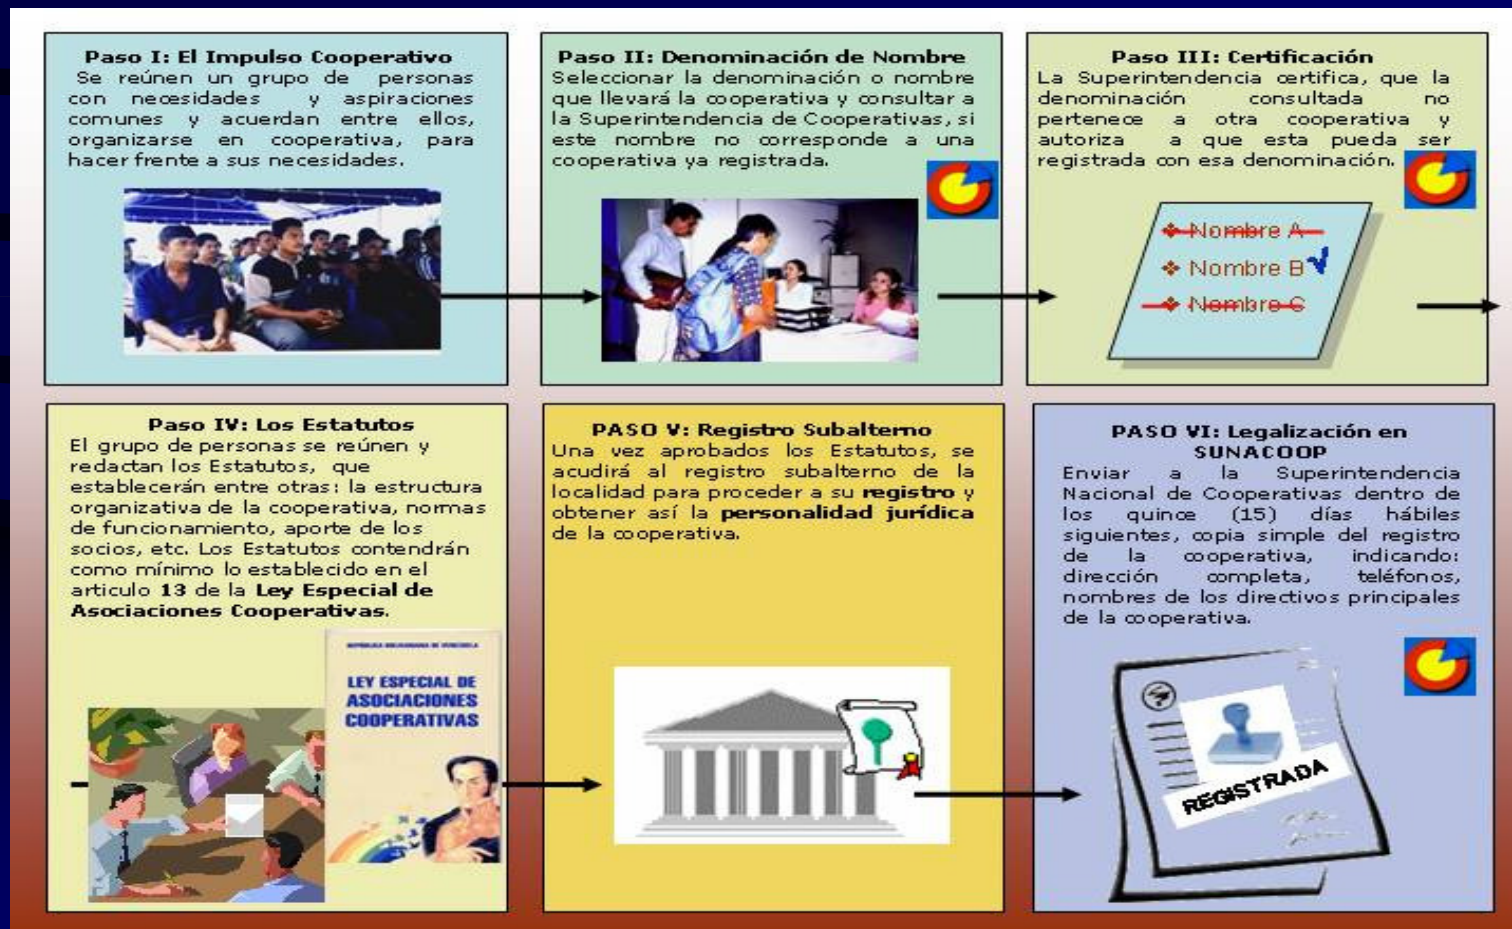 Paso I: El Impulso Cooperativo
Se reúnen un grupo de personas
con necesidades y aspiraciones
comunes y acuerdan entre ellos,
organizarse en cooperativa, para
hacer frente a sus necesidades.
Paso II: Denominación de Nombre
Seleccionar la denominación o nombre
que llevará la cooperativa y consultar a
la Superintendencia de Cooperativas, si
este nombre no corresponde a una
cooperativa ya registrada.
Paso III: Certificación
La Superintendencia certifica, que la
denominación consultada no
pertenece a otra cooperativa y
autoriza a que esta pueda ser
registrada con esa denominación.
Nombre A
Nombre B
Nombre C
Paso IV: Los Estatutos
El grupo de personas se reúnen y
redactan los Estatutos, que
establecerán entre otras: la estructura
organizativa de la cooperativa, normas
de funcionamiento, aporte de los
socios, etc. Los Estatutos contendrán
como mínimo lo establecido en el
articulo 13 de la Ley Especial de
Asociaciones Cooperativas.
REPÚBLICA BOLIVARIANA DE VENEZUELA
LEY ESPECIAL DE
ASOCIACIONES
COOPERATIVAS
PASO V: Registro Subalterno
Una vez aprobados los Estatutos, se
acudirá al registro subalterno de la
localidad para proceder a su registro y
obtener así la personalidad jurídica
de la cooperativa.
PASO VI: Legalización en
SUNACOOP
Enviar a la Superintendencia
Nacional de Cooperativas dentro de
los quince (15) días hábiles
siguientes, copia simple del registro
de la cooperativa, indicando:
dirección completa, teléfonos,
nombres de los directivos principales
de la cooperativa.
REGISTRADA